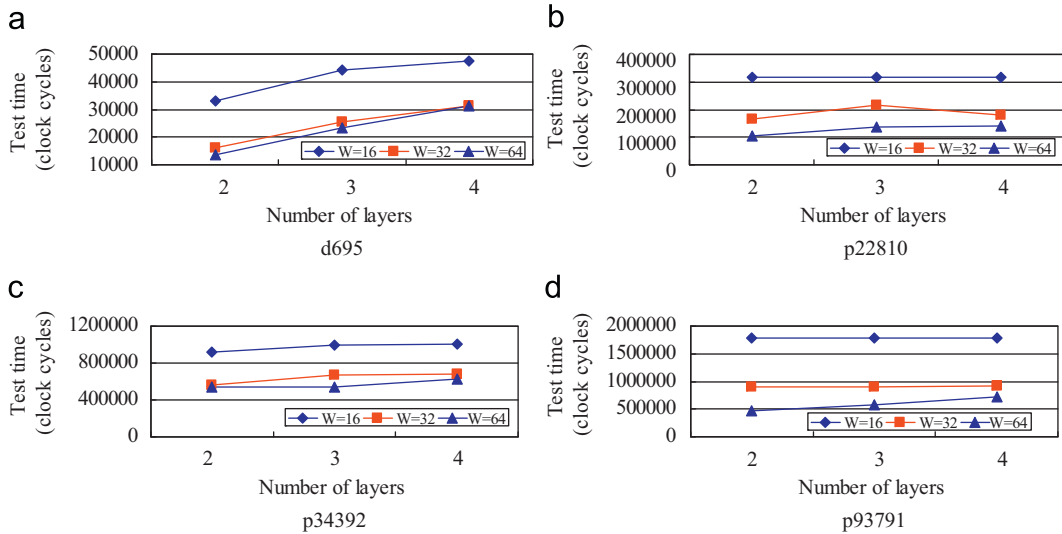 a
Test time
(clock cycles)
50000
40000
30000
20000
10000
W=16 W=32 W=64
2 3 4
Number of layers
d695
b
Test time
(clock cycles)
400000
300000
200000
100000
0
W=16 W=32 W=64
2 3 4
Number of layers
p22810
c
Test time
(clock cycles)
1200000
800000
400000
0
W=16 W=32 W=64
2 3 4
Number of layers
p34392
d
Test time
(clock cycles)
2000000
1500000
1000000
500000
0
W=16 W=32 W=64
2 3 4
Number of layers
p93791